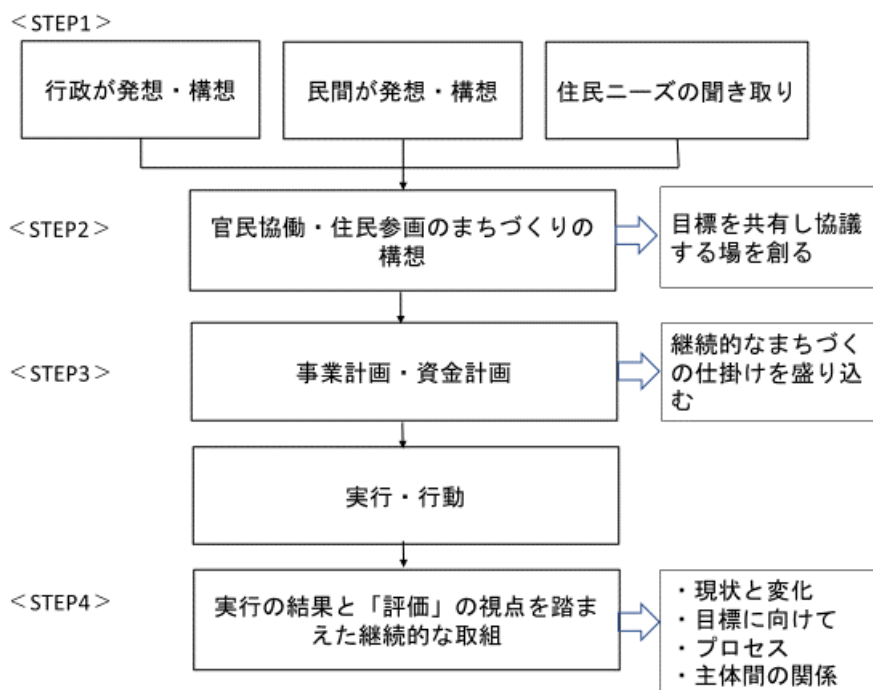 ＜STEP1＞
行政が発想・構想
民間が発想・構想
住民ニーズの聞き取り
＜STEP2＞
官民協働・住民参画のまちづくりの
構想
目標を共有し協議
する場を創る
＜STEP3＞
事業計画・資金計画
継続的なまちづく
の仕掛けを盛り込
む
実行・行動
＜STEP4＞
実行の結果と「評価」の視点を踏ま
えた継続的な取組
・現状と変化
・目標に向けて
・プロセス
・主体間の関係